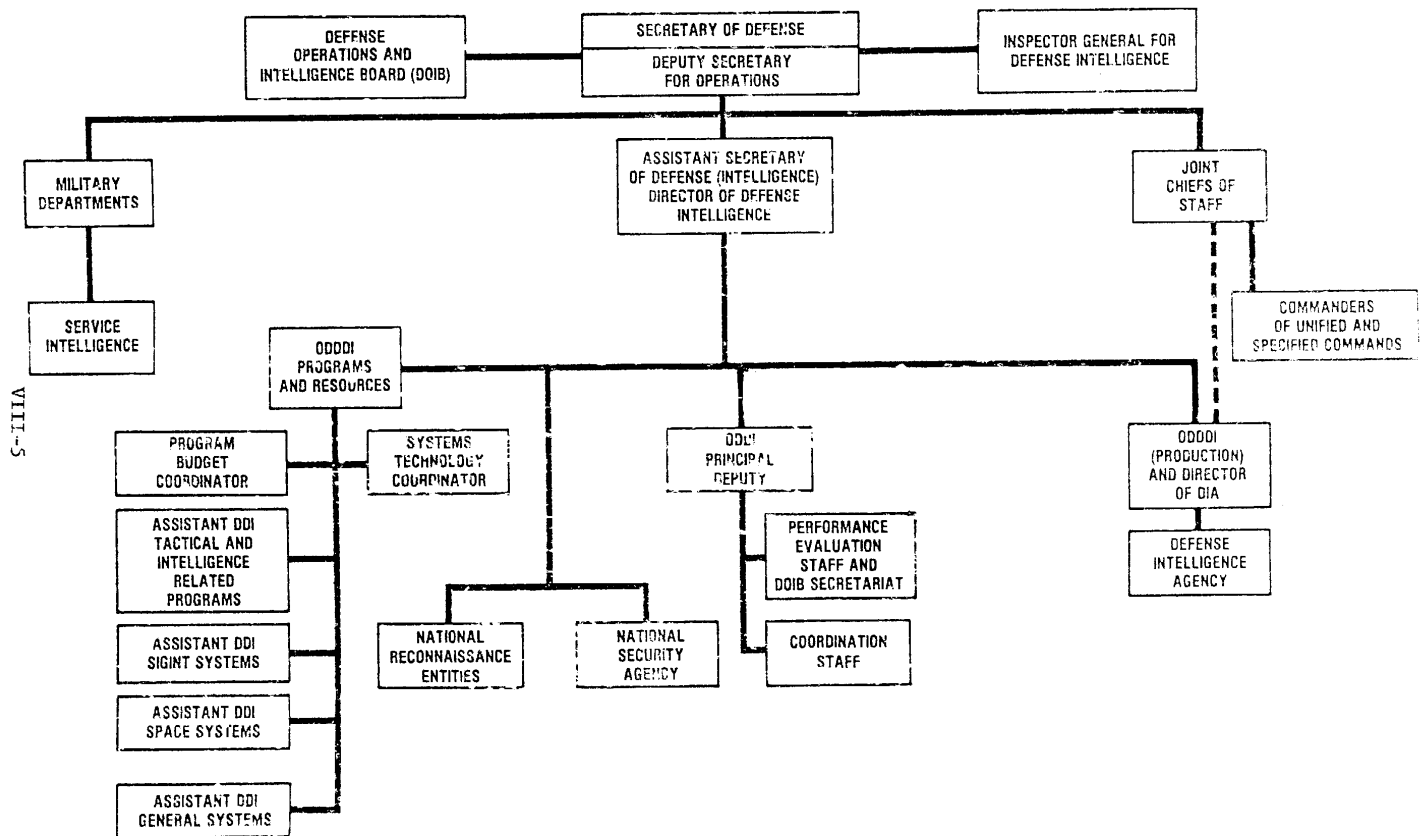 DEFENSE
OPERATIONS AND
INTELLIGENCE BOARD (DOIB)
SECRETARY OF DEFENSE
DEPUTY SECRETARY
FOR OPERATIONS
INSPECTOR GENERAL FOR
DEFENSE INTELLIGENCE
MILITARY
DEPARTMENTS
ASSISTANT SECRETARY
OF DEFENSE (INTELLIGENCE)
DIRECTOR OF DEFENSE
INTELLIGENCE
JOINT
CHIEFS OF
STAFF
SERVICE
INTELLIGENCE
COMMANDERS
OF UNIFIED AND
SPECIFIED COMMANDS
ODDDI
PROGRAMS
AND RESOURCES
PROGRAM
BUDGET
COORDINATOR
SYSTEMS
TECHNOLOGY
COORDINATOR
PRINCIPAL
DEPUTY
ODDDI
(PRODUCTION)
AND DIRECTOR
OF DIA
ASSISTANT DDI
TACTICAL AND
INTELLIGENCE
RELATED
PROGRAMS
PERFORMANCE
EVALUATION
STAFF AND
DOIB SECRETARIAT
DEFENSE
INTELLIGENCE
AGENCY
ASSISTANT DDI
SIGINT SYSTEMS
NATIONAL
RECONNAISSANCE
ENTITIES
NATIONAL
SECURITY
AGENCY
COORDINATION
STAFF
ASSISTANT DDI
SPACE SYSTEMS
ASSISTANT DDI
GENERAL SYSTEMS
VIII-5